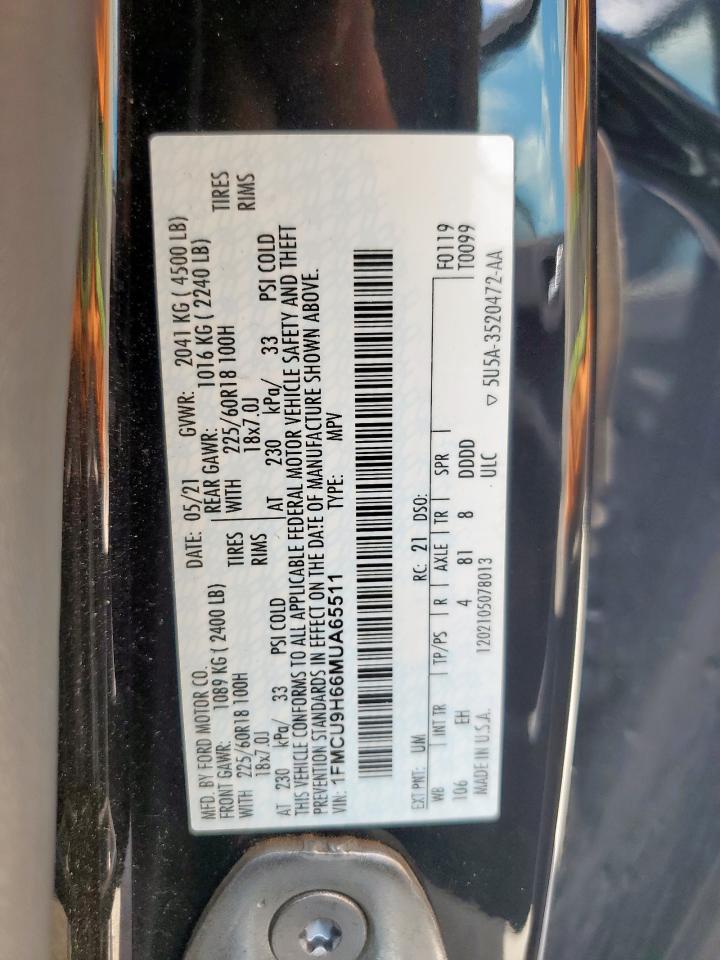 MFD. BY FORD MOTOR CO.
DATE: 05/21 GVWR: 2041 KG ( 4500 LB)
FRONT GAWR: 1089 KG ( 2400 LB) REAR GAWR: 1016 KG ( 2240 LB)
WITH 225/60R18 100H TIRES WITH 225/60R18 100H TIRES
18x7.0J RIMS 18x7.0J RIMS
AT 230 kPa/ 33 PSI COLD AT 230 kPa/ 33 PSI COLD
THIS VEHICLE CONFORMS TO ALL APPLICABLE FEDERAL MOTOR VEHICLE SAFETY AND THEFT
PREVENTION STANDARDS IN EFFECT ON THE DATE OF MANUFACTURE SHOWN ABOVE.
VIN: 1FMCU9H66MUA65511 TYPE: MPV
EXT PNT: UM RC: 21 DSO: F0119
WB INT TR TP/PS R AXLE TR SPR T0099
106 EH 4 81 8 DDDD
MADE IN U.S.A. 1202105078013 ULC ▽ 5U5A-3520472-AA